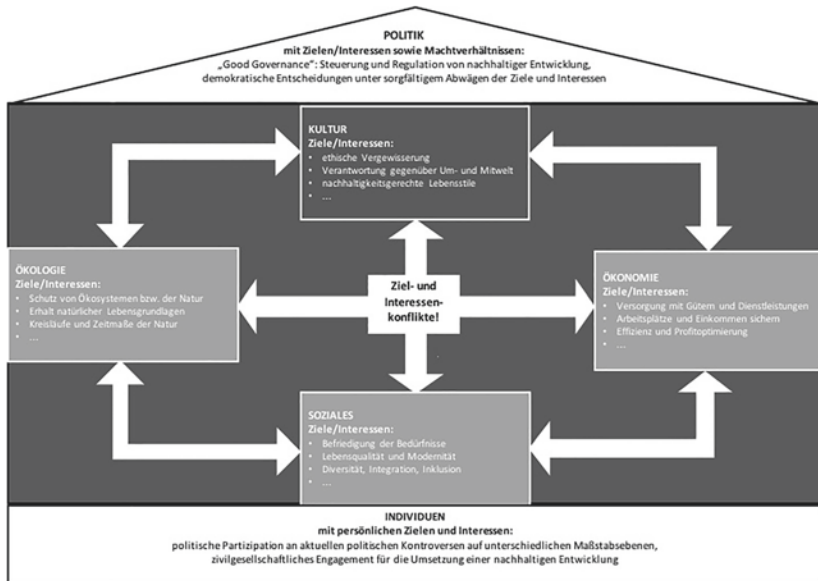 POLITIK
mit Zielen/Interessen sowie Machtverhältnissen:
„Good Governance“: Steuerung und Regulation von nachhaltiger Entwicklung,
demokratische Entscheidungen unter sorgfältigem Abwägen der Ziele und Interessen
KULTUR
Ziele/Interessen:
• ethische Vergewisserung
• Verantwortung gegenüber Um- und Mitwelt
• nachhaltigkeitsgerechte Lebensstile
• ...
ÖKOLOGIE
Ziele/Interessen:
• Schutz von Ökosystemen bzw. der Natur
• Erhalt natürlicher Lebensgrundlagen
• Kreisläufe und Zeitmaße der Natur
• ...
Ziel- und
Interessen-
konflikte!
ÖKONOMIE
Ziele/Interessen:
• Versorgung mit Gütern und Dienstleistungen
• Arbeitsplätze und Einkommen sichern
• Effizienz und Profitoptimierung
• ...
SOZIALES
Ziele/Interessen:
• Befriedigung der Bedürfnisse
• Lebensqualität und Modernität
• Diversität, Integration, Inklusion
• ...
INDIVIDUEN
mit persönlichen Zielen und Interessen:
politische Partizipation an aktuellen politischen Kontroversen auf unterschiedlichen Maßstabsebenen,
zivilgesellschaftliches Engagement für die Umsetzung einer nachhaltigen Entwicklung